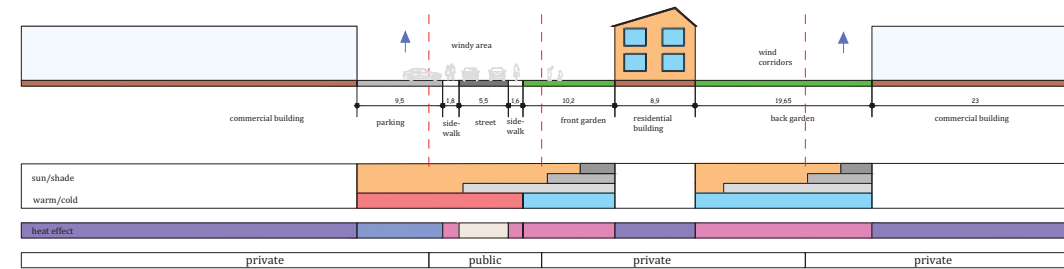 windy area
wind
corridors
9,5
1,8
5,5
1,6
10,2
8,9
19,65
23
commercial building
parking
side-
walk
street
side-
walk
front garden
residential
building
back garden
commercial building
sun/shade
warm/cold
heat effect
private
public
private
private